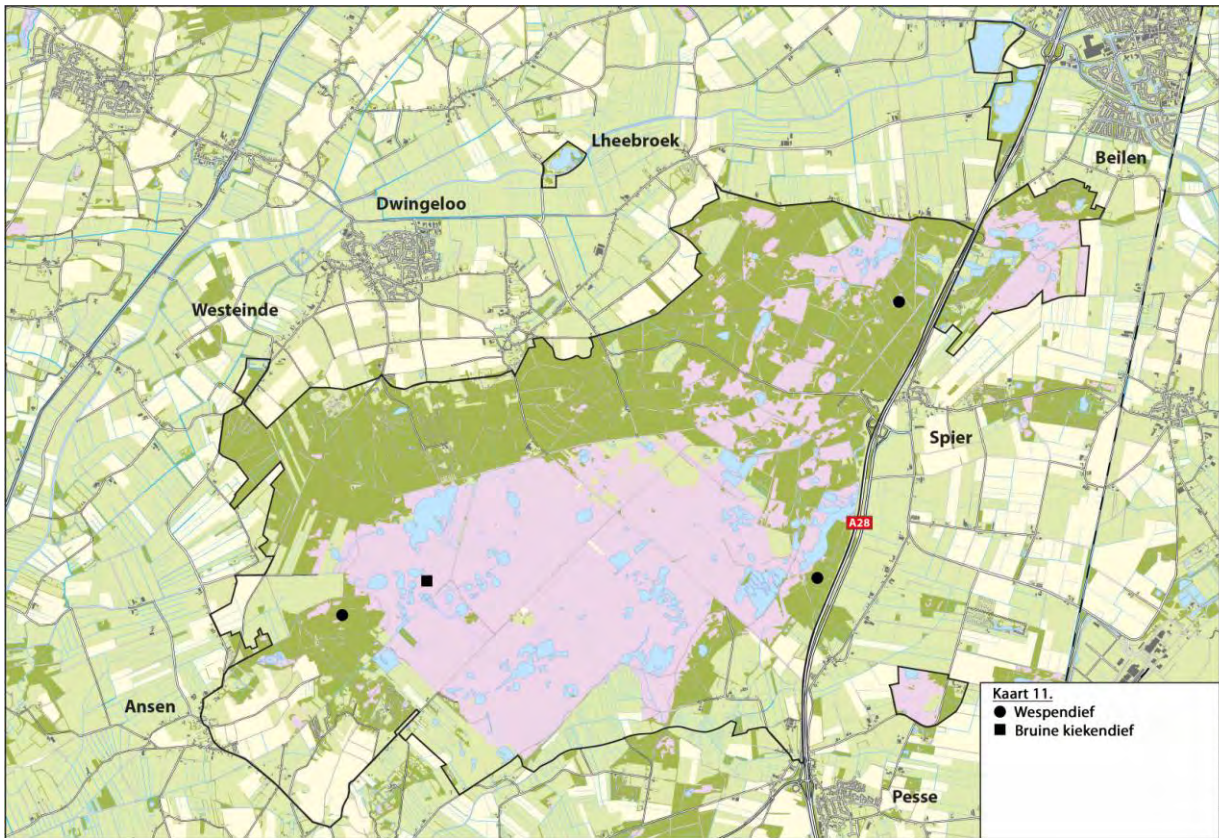 Lheebroek
Beilen
Dwingeloo
Westeinde
Spier
A28
Ansen
Pesse
Kaart 11.
Wespendief
Bruine kiekendief